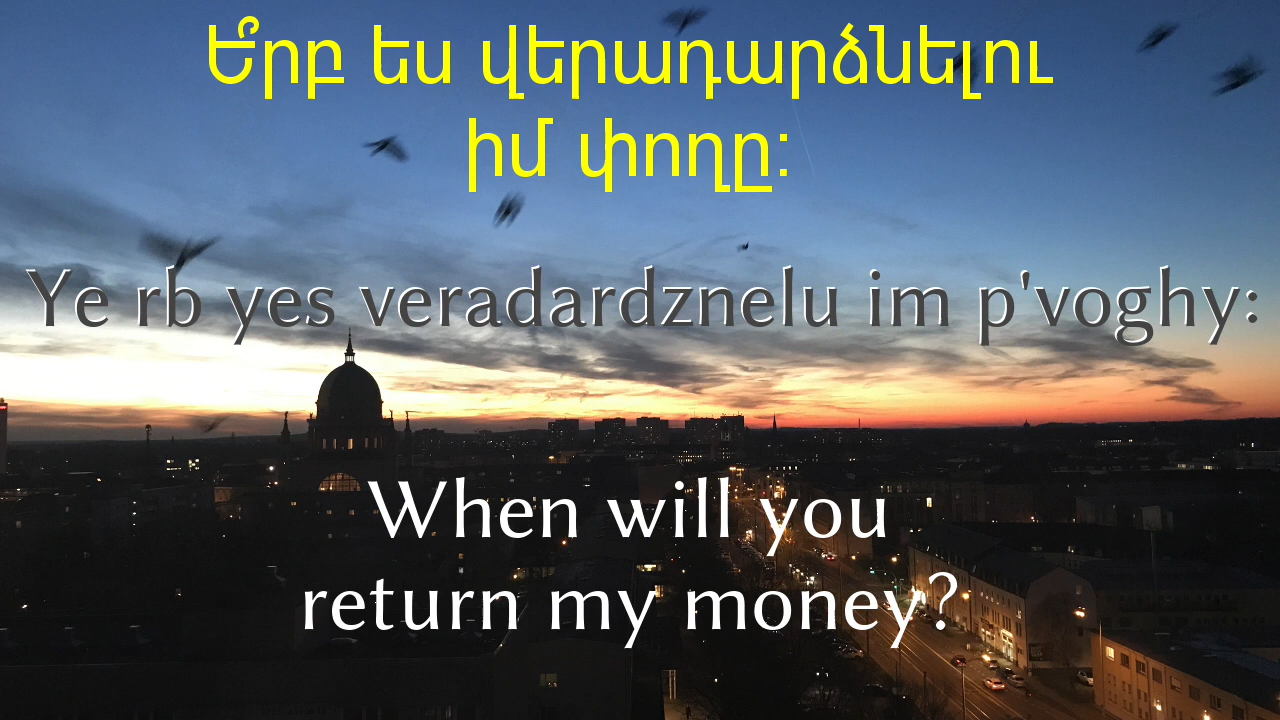 Ե՞րբ ես վերադարձնելու
իմ փողը:
Ye rb yes veradardznelu im p'voghy:
When will you
return my money?